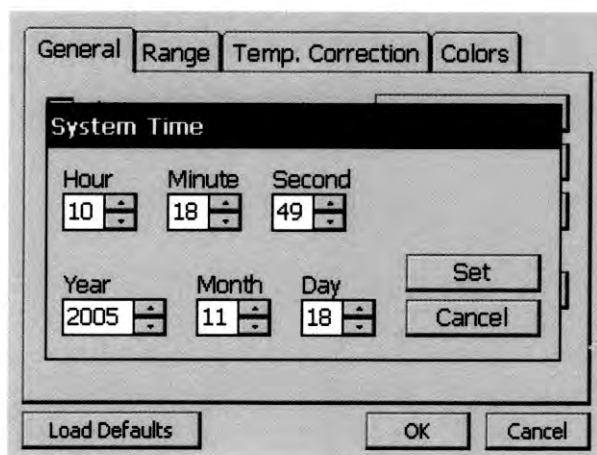 General Range Temp. Correction Colors
System Time
Hour Minute Second
10 18 49
Year Month Day
2005 11 18
Set
Cancel
Load Defaults OK Cancel